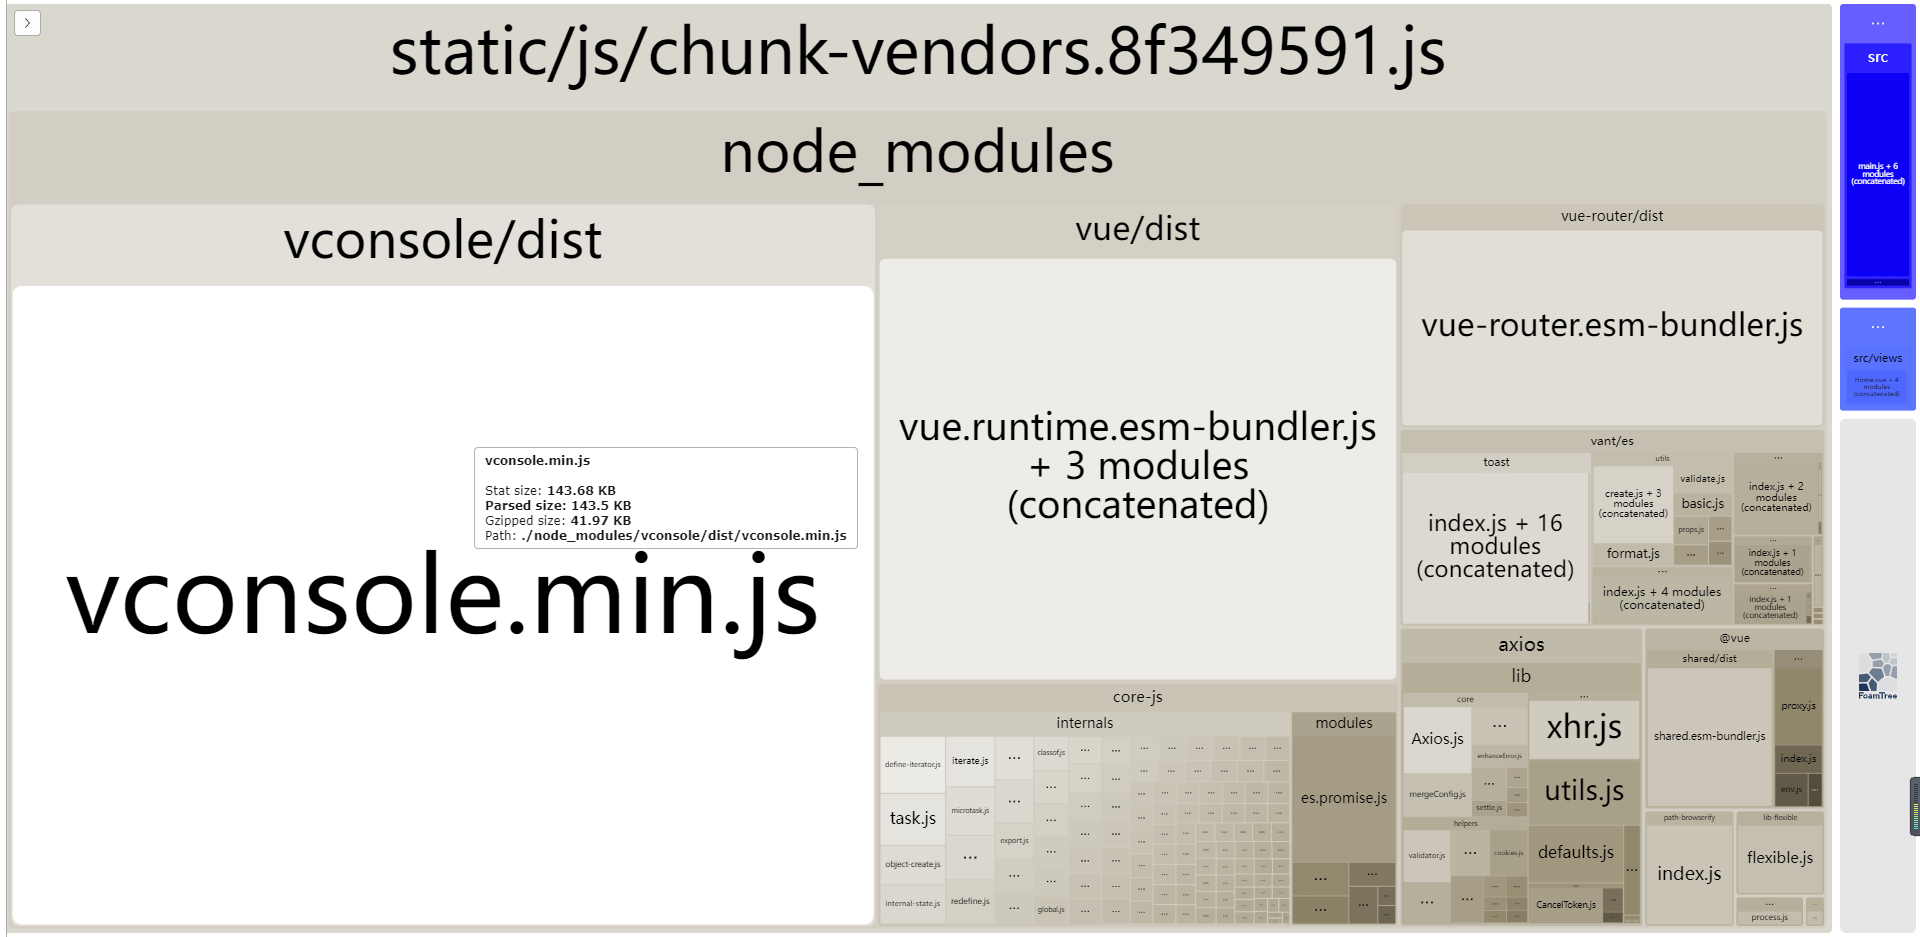 static/js/chunk-vendors.8f349591.js
node_modules
vconsole/dist
vconsole.min.js
Stat size: 143.68 KB
Parsed size: 143.5 KB
Gzipped size: 41.97 KB
Path: ./node_modules/vconsole/dist/vconsole.min.js
vconsole.min.js
vue/dist
vue.runtime.esm-bundler.js
+ 3 modules
(concatenated)
core-js
internals
define-iterator.js
iterate.js
...
classof.js
task.js
microtask.js
...
export.js
object-create.js
...
internal-state.js
redefine.js
...
global.js
modules
es.promise.js
...
vue-router/dist
vue-router.esm-bundler.js
vant/es
toast
index.js + 16
modules
(concatenated)
utils
create.js + 3
modules
(concatenated)
validate.js
basic.js
props.js
...
format.js
...
index.js + 4 modules
(concatenated)
...
index.js + 2
modules
(concatenated)
...
index.js + 1
modules
(concatenated)
...
index.js + 1
modules
(concatenated)
axios
lib
core
Axios.js
...
enhanceError.js
mergeConfig.js
...
settle.js
helpers
validator.js
...
cookies.js
...
xhr.js
utils.js
defaults.js
...
CancelToken.js
@vue
shared/dist
shared.esm-bundler.js
...
proxy.js
index.js
env.js
...
path-browserify
index.js
lib-flexible
flexible.js
...
process.js
...
src
main.js + 6
modules
(concatenated)
...
...
src/views
Home.vue + 4
modules
(concatenated)
FoamTree